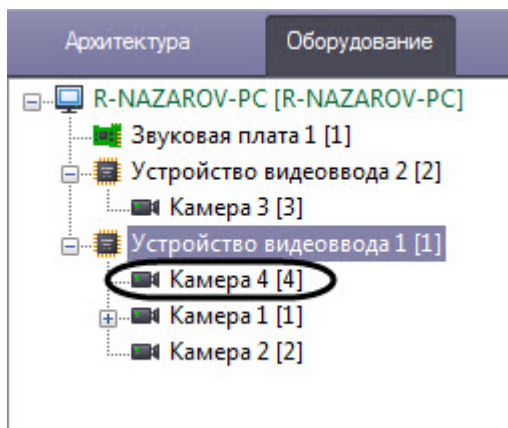 Архитектура Оборудование
R-NAZAROV-PC [R-NAZAROV-PC]
Звуковая плата 1 [1]
Устройство видеоввода 2 [2]
Камера 3 [3]
Устройство видеоввода 1 [1]
Камера 4 [4]
Камера 1 [1]
Камера 2 [2]